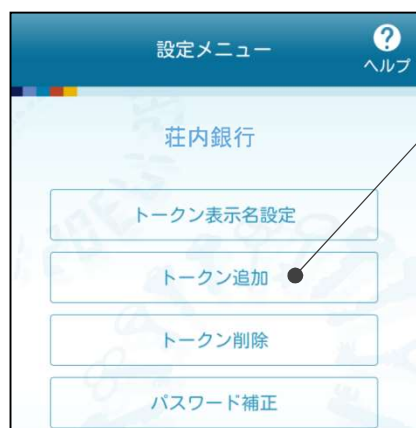 設定メニュー
?
ヘルプ
荘内銀行
トークン表示名設定
トークン追加
トークン削除
パスワード補正